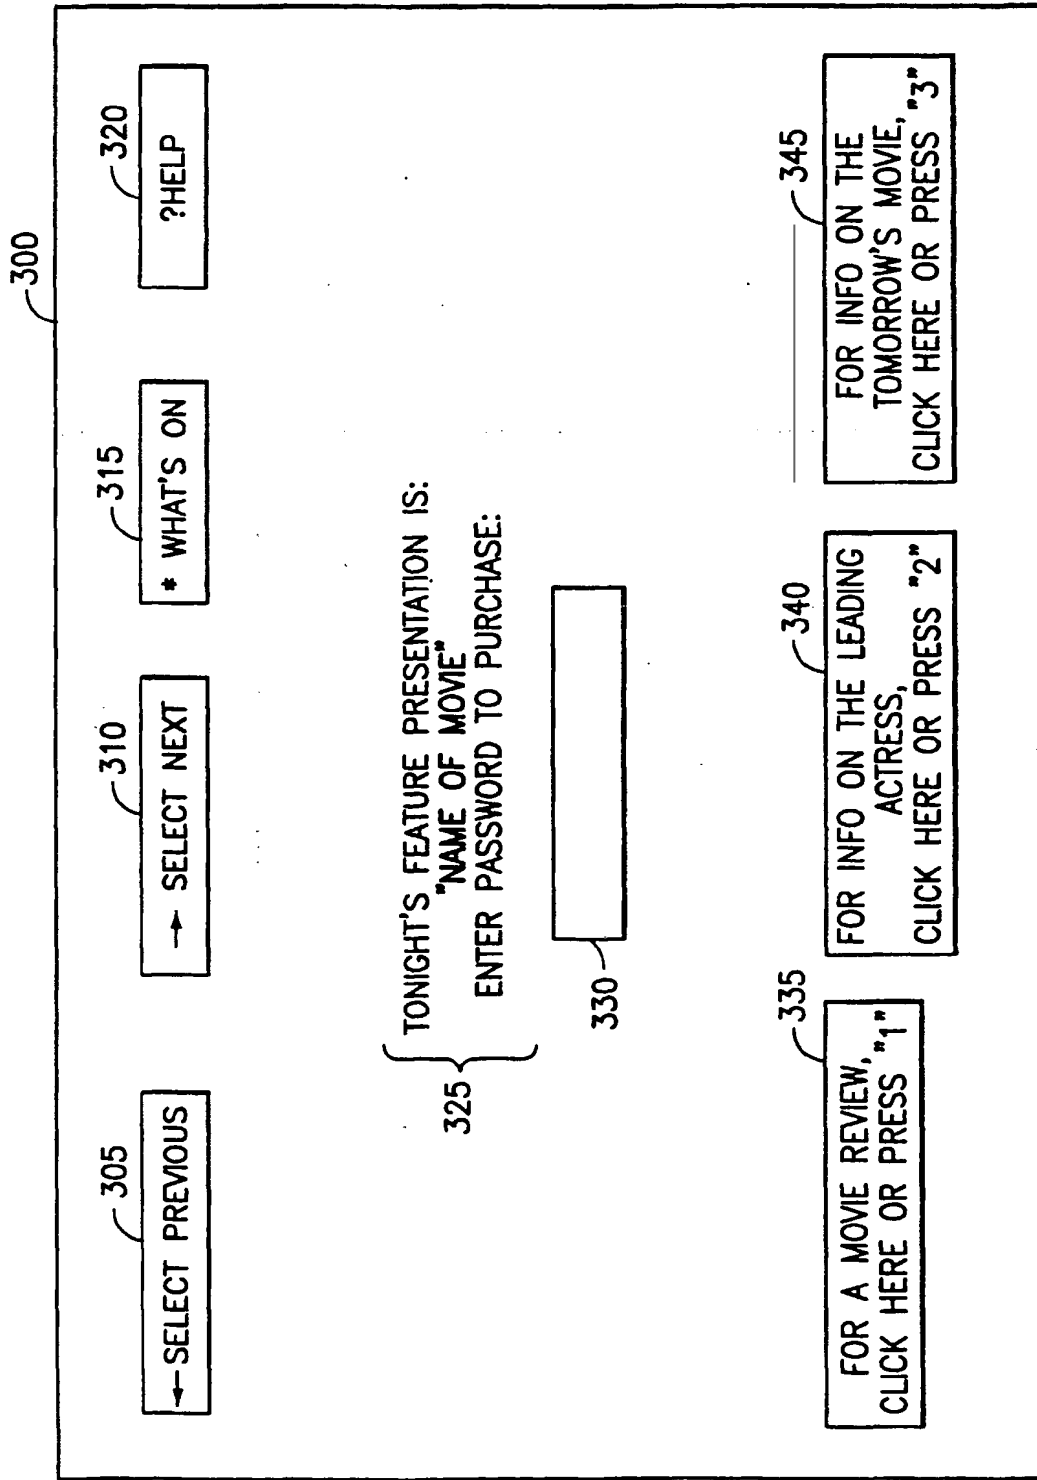 300
305
310
315
320
← SELECT PREVIOUS
→ SELECT NEXT
* WHAT'S ON
?HELP
325
TONIGHT'S FEATURE PRESENTATION IS:
"NAME OF MOVIE"
ENTER PASSWORD TO PURCHASE:
330
335
FOR A MOVIE REVIEW,
CLICK HERE OR PRESS "1"
340
FOR INFO ON THE LEADING
ACTRESS,
CLICK HERE OR PRESS "2"
345
FOR INFO ON THE
TOMORROW'S MOVIE,
CLICK HERE OR PRESS "3"